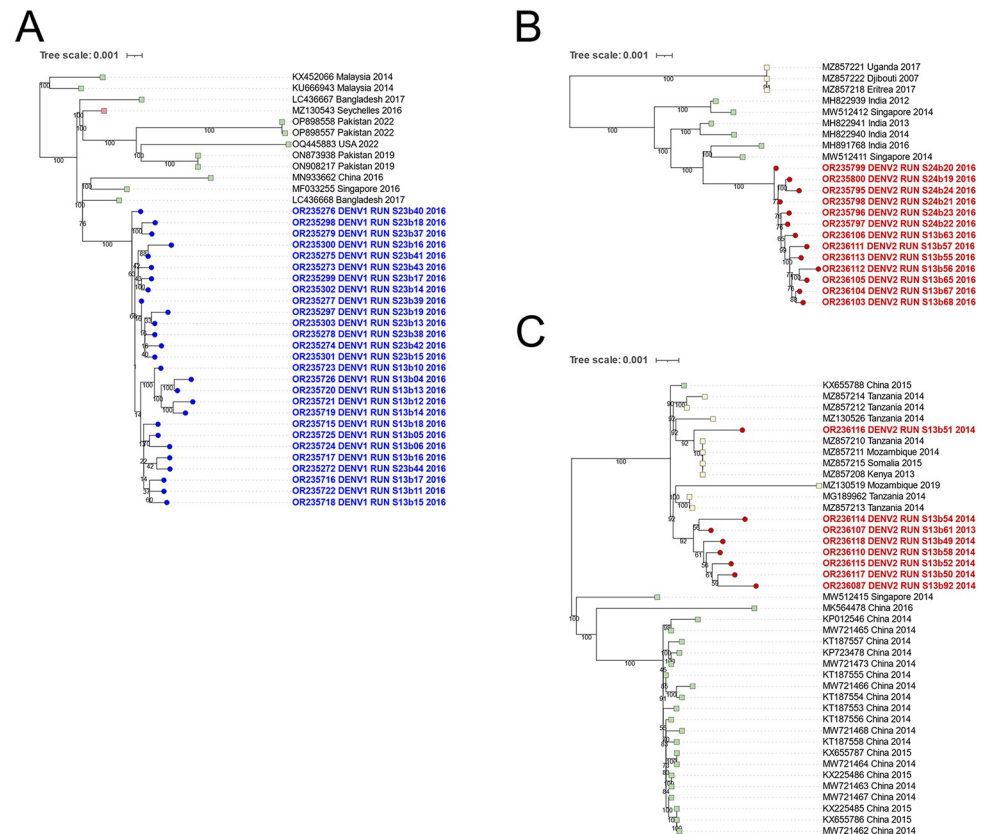 A
Tree scale: 0.001
KX452066 Malaysia 2014
KU666943 Malaysia 2014
LC436667 Bangladesh 2017
MZ130543 Seychelles 2016
OP898558 Pakistan 2022
OP898557 Pakistan 2022
OQ445883 USA 2022
ON873938 Pakistan 2019
ON908217 Pakistan 2019
MN933662 China 2016
MF033255 Singapore 2016
LC436668 Bangladesh 2017
OR235276 DENV1 RUN S23b40 2016
OR235298 DENV1 RUN S23b18 2016
OR235279 DENV1 RUN S23b37 2016
OR235300 DENV1 RUN S23b16 2016
OR235275 DENV1 RUN S23b41 2016
OR235273 DENV1 RUN S23b43 2016
OR235299 DENV1 RUN S23b17 2016
OR235302 DENV1 RUN S23b14 2016
OR235277 DENV1 RUN S23b39 2016
OR235297 DENV1 RUN S23b19 2016
OR235303 DENV1 RUN S23b13 2016
OR235278 DENV1 RUN S23b38 2016
OR235274 DENV1 RUN S23b42 2016
OR235301 DENV1 RUN S23b15 2016
OR235723 DENV1 RUN S13b10 2016
OR235726 DENV1 RUN S13b04 2016
OR235720 DENV1 RUN S13b13 2016
OR235721 DENV1 RUN S13b12 2016
OR235719 DENV1 RUN S13b14 2016
OR235715 DENV1 RUN S13b18 2016
OR235725 DENV1 RUN S13b05 2016
OR235724 DENV1 RUN S13b06 2016
OR235717 DENV1 RUN S13b16 2016
OR235272 DENV1 RUN S23b44 2016
OR235716 DENV1 RUN S13b17 2016
OR235722 DENV1 RUN S13b11 2016
OR235718 DENV1 RUN S13b15 2016
B
Tree scale: 0.001
MZ857221 Uganda 2017
MZ857222 Djibouti 2007
MZ857218 Eritrea 2017
MH822939 India 2012
MW512412 Singapore 2014
MH822941 India 2013
MH822940 India 2014
MH891768 India 2016
MW512411 Singapore 2014
OR235799 DENV2 RUN S24b20 2016
OR235800 DENV2 RUN S24b19 2016
OR235795 DENV2 RUN S24b24 2016
OR235798 DENV2 RUN S24b21 2016
OR235796 DENV2 RUN S24b23 2016
OR235797 DENV2 RUN S24b22 2016
OR236106 DENV2 RUN S13b63 2016
OR236111 DENV2 RUN S13b57 2016
OR236113 DENV2 RUN S13b55 2016
OR236112 DENV2 RUN S13b56 2016
OR236105 DENV2 RUN S13b65 2016
OR236104 DENV2 RUN S13b67 2016
OR236103 DENV2 RUN S13b68 2016
C
Tree scale: 0.001
KX655788 China 2015
MZ857214 Tanzania 2014
MZ857212 Tanzania 2014
MZ130526 Tanzania 2014
OR236116 DENV2 RUN S13b51 2014
MZ857210 Tanzania 2014
MZ857211 Mozambique 2014
MZ857215 Somalia 2015
MZ857208 Kenya 2013
MZ130519 Mozambique 2019
MG189962 Tanzania 2014
MZ857213 Tanzania 2014
OR236114 DENV2 RUN S13b54 2014
OR236107 DENV2 RUN S13b61 2013
OR236118 DENV2 RUN S13b49 2014
OR236110 DENV2 RUN S13b58 2014
OR236115 DENV2 RUN S13b52 2014
OR236117 DENV2 RUN S13b50 2014
OR236087 DENV2 RUN S13b92 2014
MW512415 Singapore 2014
MK564478 China 2016
KP012546 China 2014
MW721465 China 2014
KT187557 China 2014
KP723478 China 2014
MW721473 China 2014
KT187555 China 2014
MW721466 China 2014
KT187554 China 2014
KT187553 China 2014
KT187556 China 2014
MW721468 China 2014
KT187558 China 2014
KX655787 China 2015
MW721464 China 2014
KX225486 China 2015
MW721463 China 2014
MW721467 China 2014
KX225485 China 2015
KX655786 China 2015
MW721462 China 2014